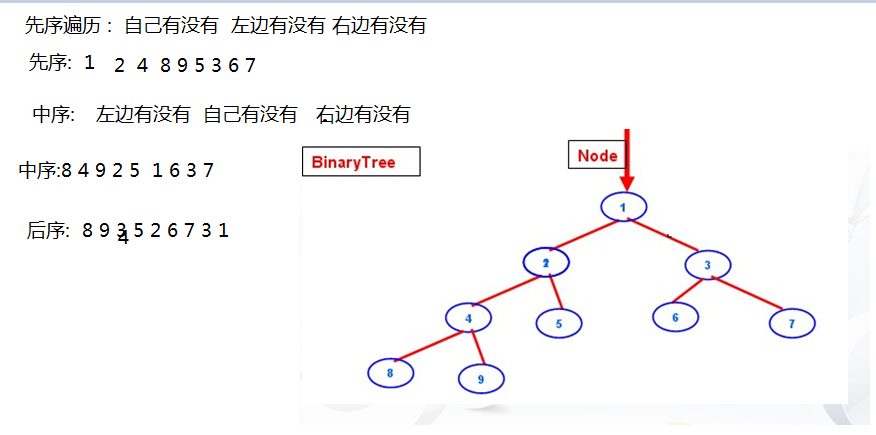 先序遍历： 自己有没有 左边有没有 右边有没有
先序: 1 2 4 8 9 5 3 6 7
中序: 左边有没有 自己有没有 右边有没有
中序:8 4 9 2 5 1 6 3 7
后序: 8 9 3 5 2 6 7 3 1
4
BinaryTree
Node
1
2
3
4
5
6
7
8
9